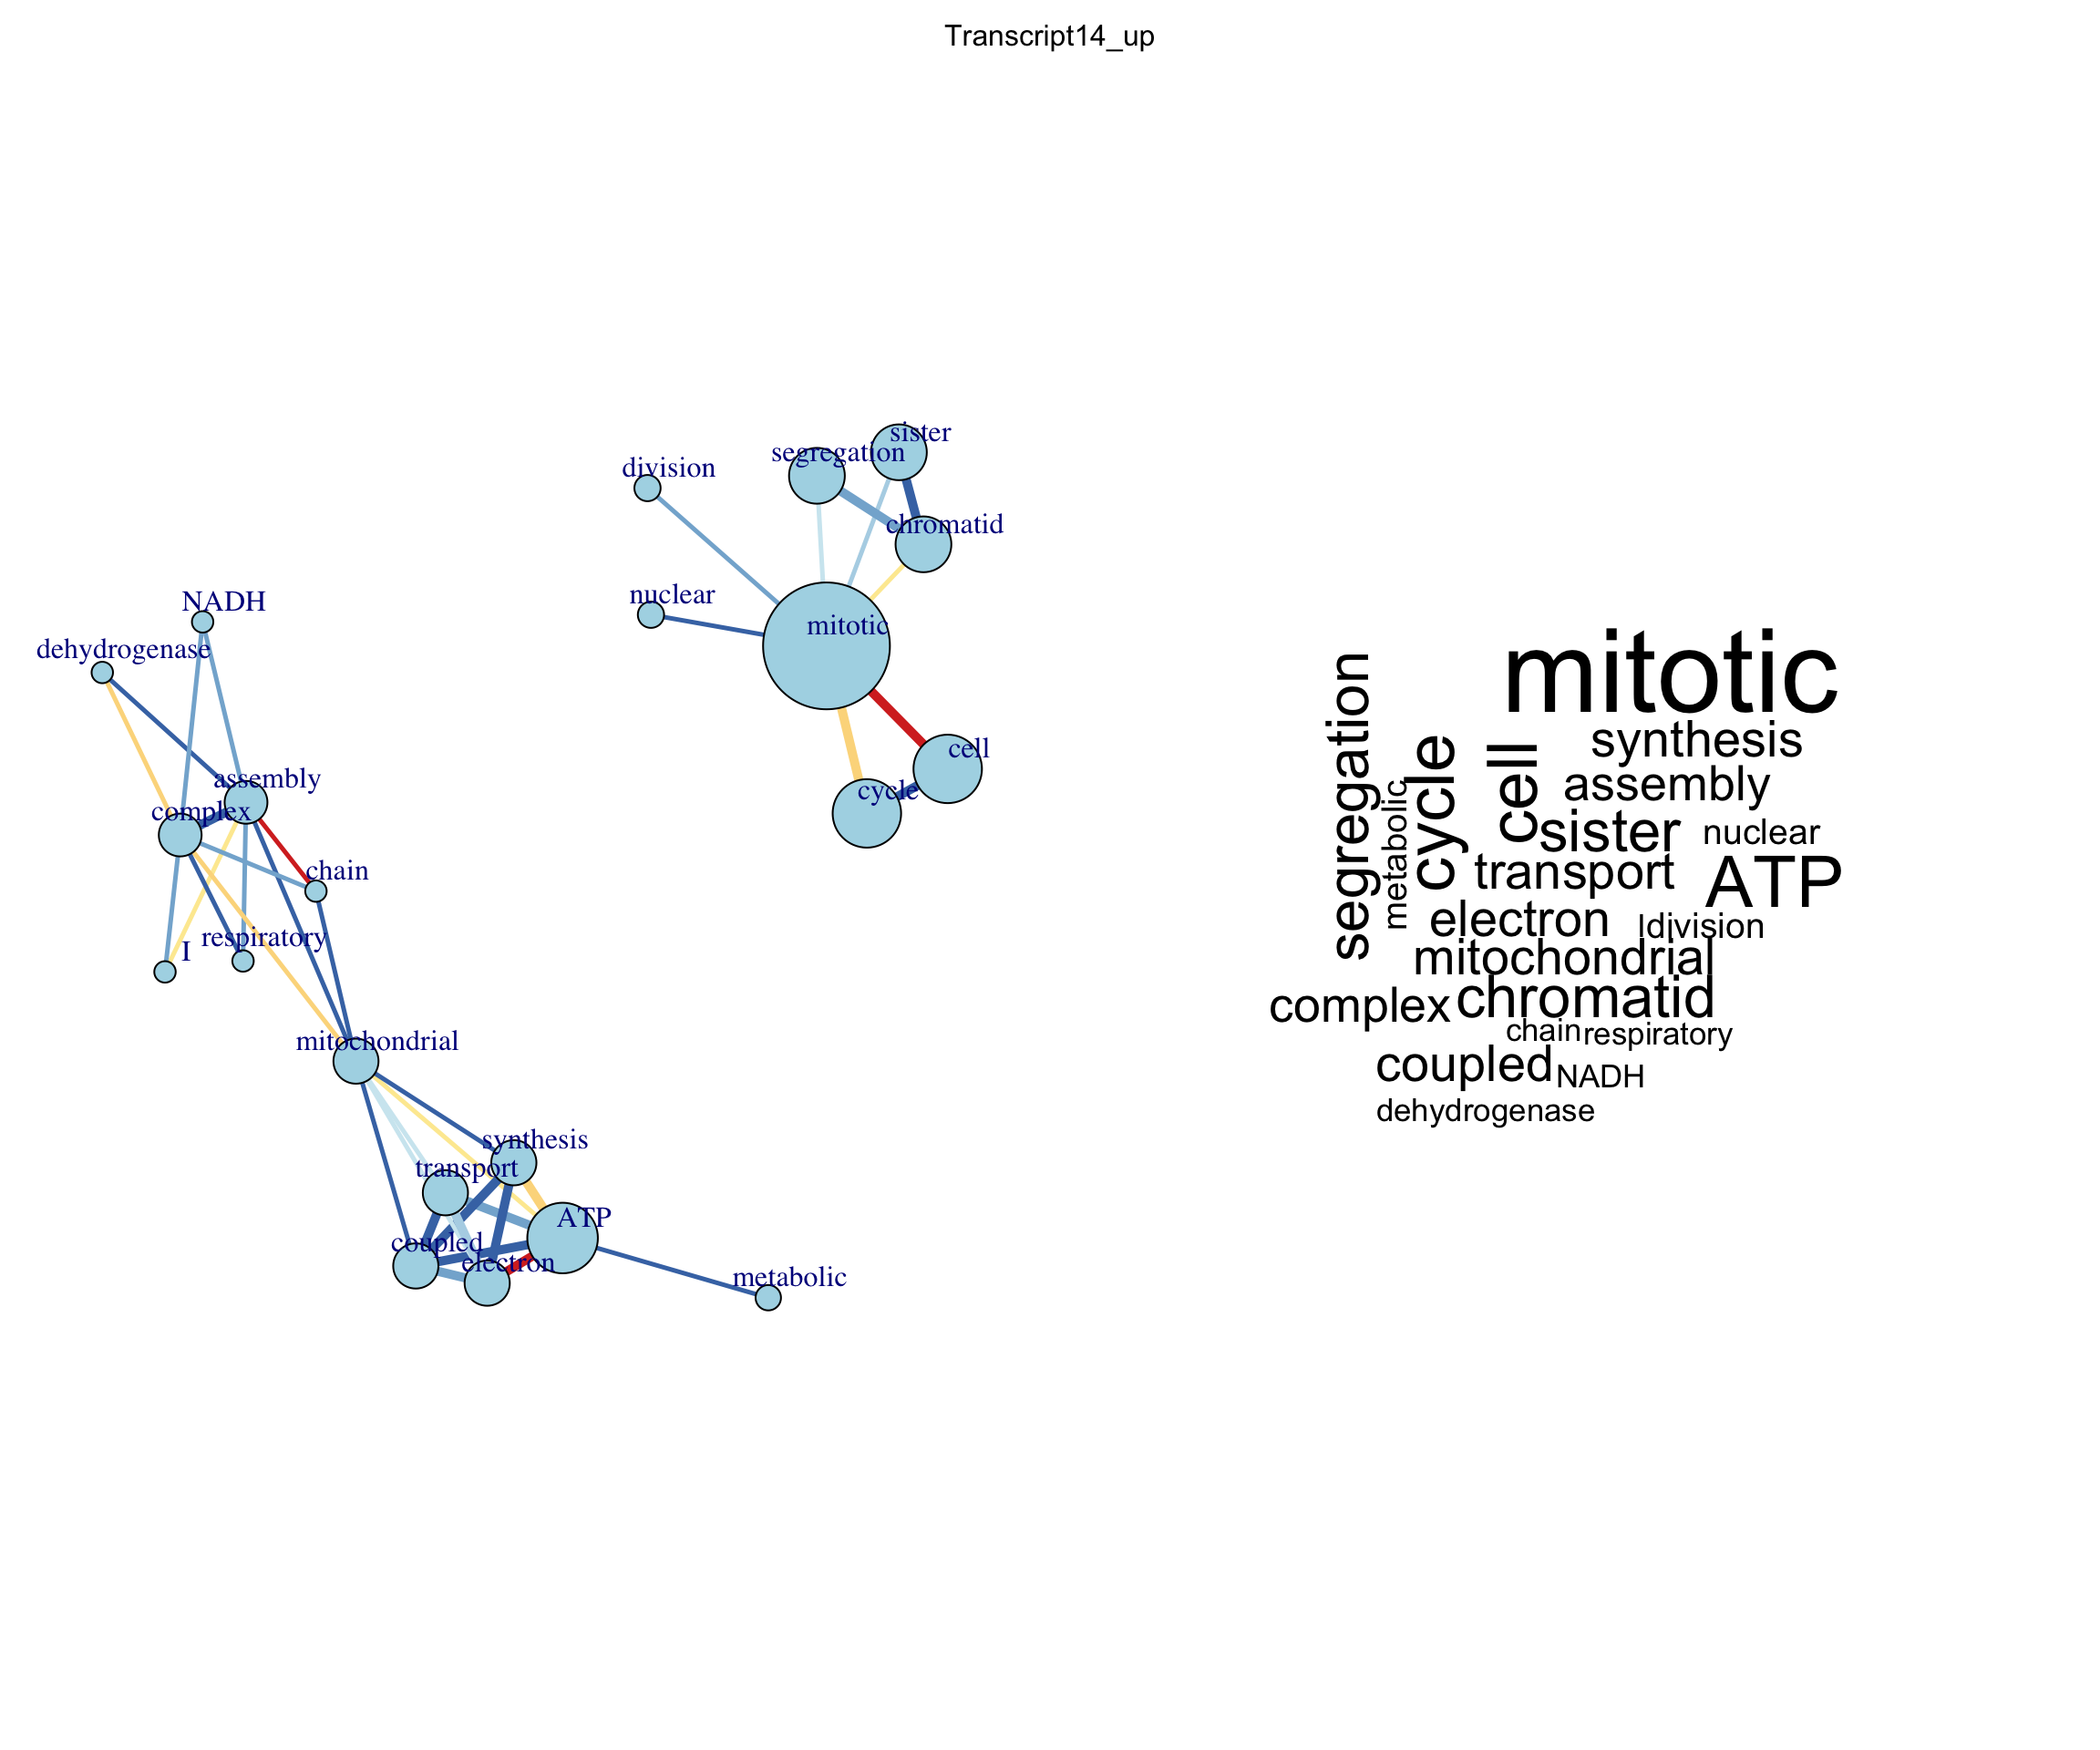 Transcript14_up
sister
segregation
division
chromatid
nuclear
NADH
mitotic
dehydrogenase
cell
assembly
cycle
complex
chain
respiratory
I
mitochondrial
synthesis
transport
ATP
coupled
electron
metabolic
mitotic
segregation
synthesis
cycle
cell
assembly
metabolic
sister
nuclear
transport
ATP
electron
I
division
mitochondrial
complex
chromatid
chain
respiratory
coupled
NADH
dehydrogenase